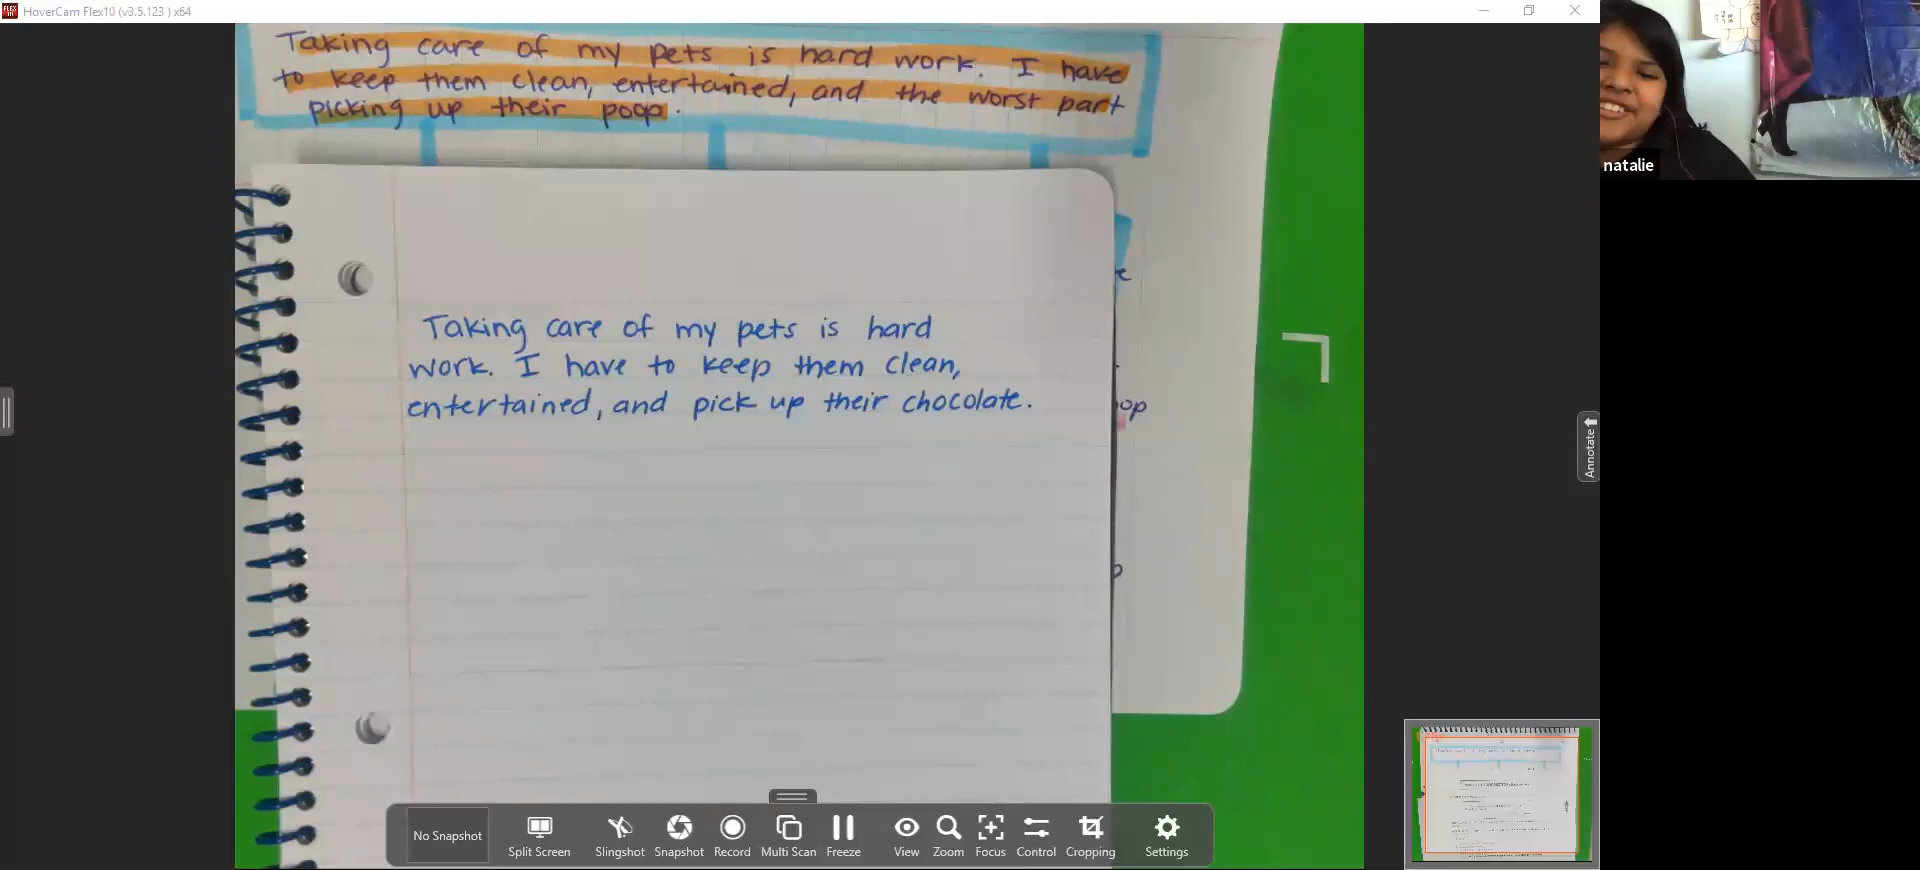 HoverCam Flex10 (v3.5.123 ) x64
Taking care of my pets is hard work. I have
to keep them clean, entertained, and the worst part
picking up their poop.
natalie
Taking care of my pets is hard
work. I have to keep them clean,
entertained, and pick up their chocolate.
Annotate
No Snapshot
Split Screen
Slingshot
Snapshot
Record
Multi Scan
Freeze
View
Zoom
Focus
Control
Cropping
Settings